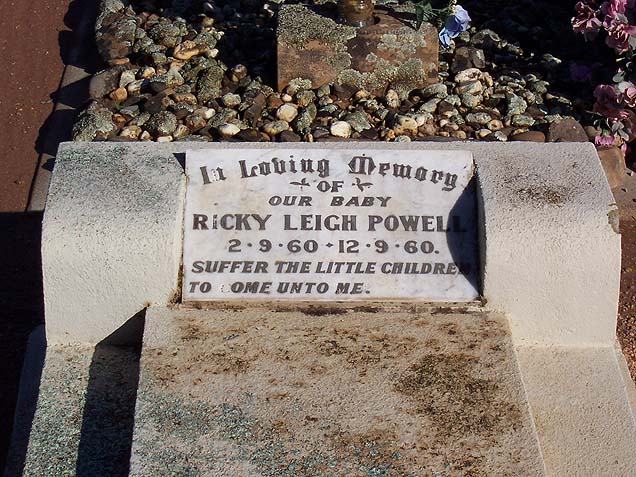 In Loving Memory
OF
OUR BABY
RICKY LEIGH POWELL
2·9·60 · 12·9·60.
SUFFER THE LITTLE CHILDREN
TO OME UNTO ME.